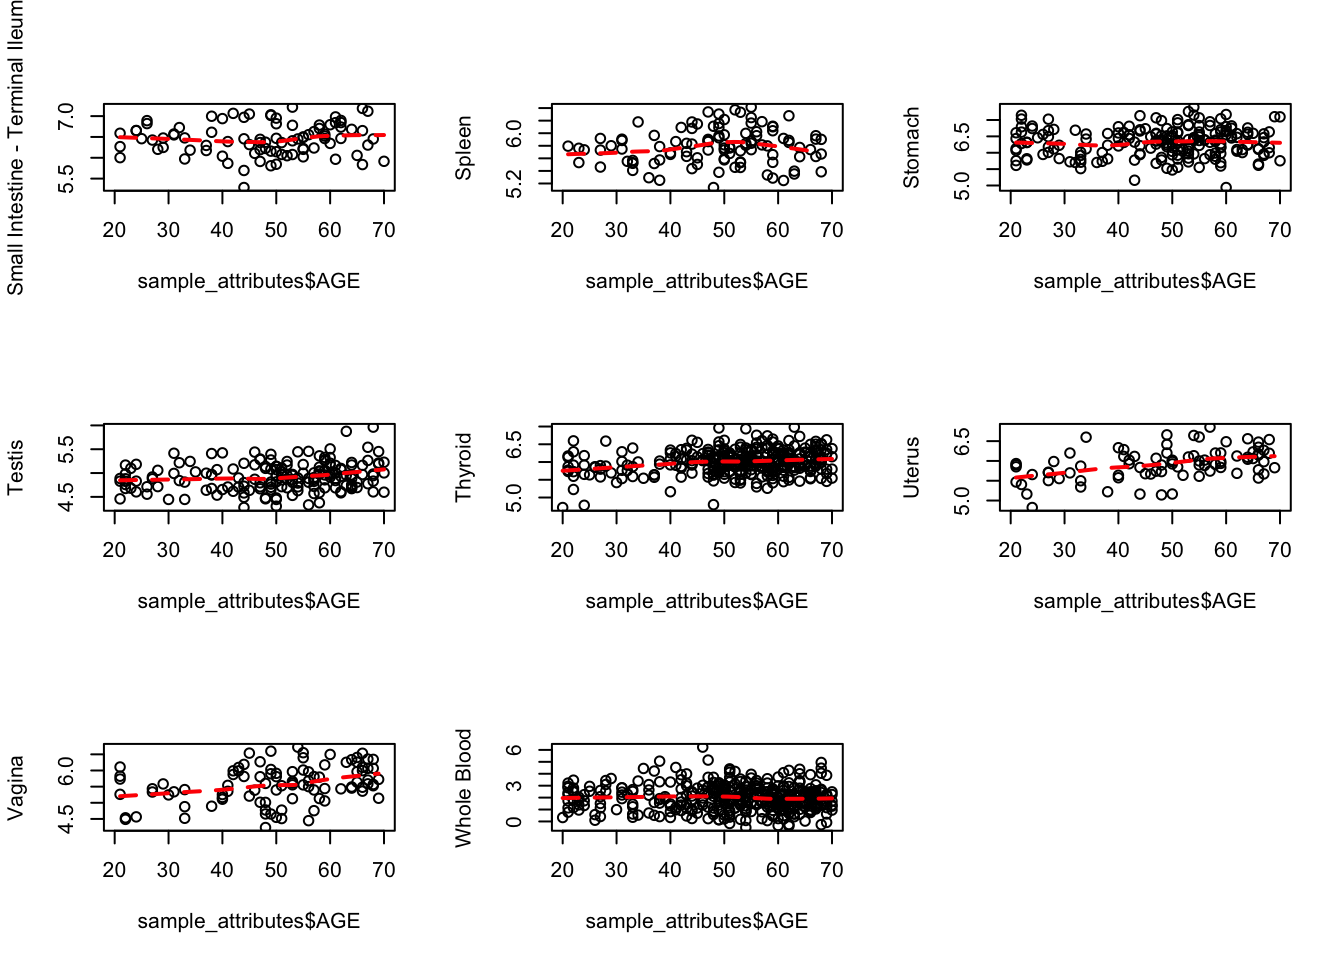 Small Intestine - Terminal Ileum
7.0
5.5
20 30 40 50 60 70
sample_attributes$AGE
Spleen
6.0
5.2
20 30 40 50 60 70
sample_attributes$AGE
Stomach
6.5
5.0
20 30 40 50 60 70
sample_attributes$AGE
Testis
5.5
4.5
20 30 40 50 60 70
sample_attributes$AGE
Thyroid
6.5
5.0
20 30 40 50 60 70
sample_attributes$AGE
Uterus
6.5
5.0
20 30 40 50 60 70
sample_attributes$AGE
Vagina
6.0
4.5
20 30 40 50 60 70
sample_attributes$AGE
Whole Blood
6
3
0
20 30 40 50 60 70
sample_attributes$AGE